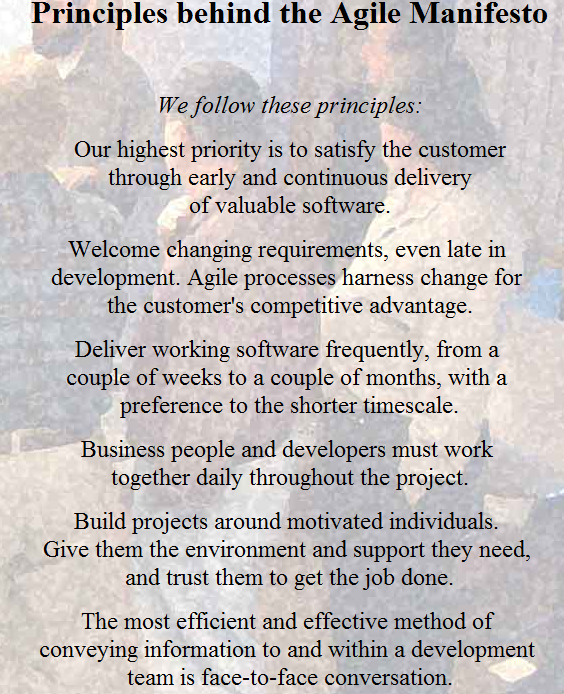 Principles behind the Agile Manifesto
We follow these principles:
Our highest priority is to satisfy the customer
through early and continuous delivery
of valuable software.
Welcome changing requirements, even late in
development. Agile processes harness change for
the customer's competitive advantage.
Deliver working software frequently, from a
couple of weeks to a couple of months, with a
preference to the shorter timescale.
Business people and developers must work
together daily throughout the project.
Build projects around motivated individuals.
Give them the environment and support they need,
and trust them to get the job done.
The most efficient and effective method of
conveying information to and within a development
team is face-to-face conversation.